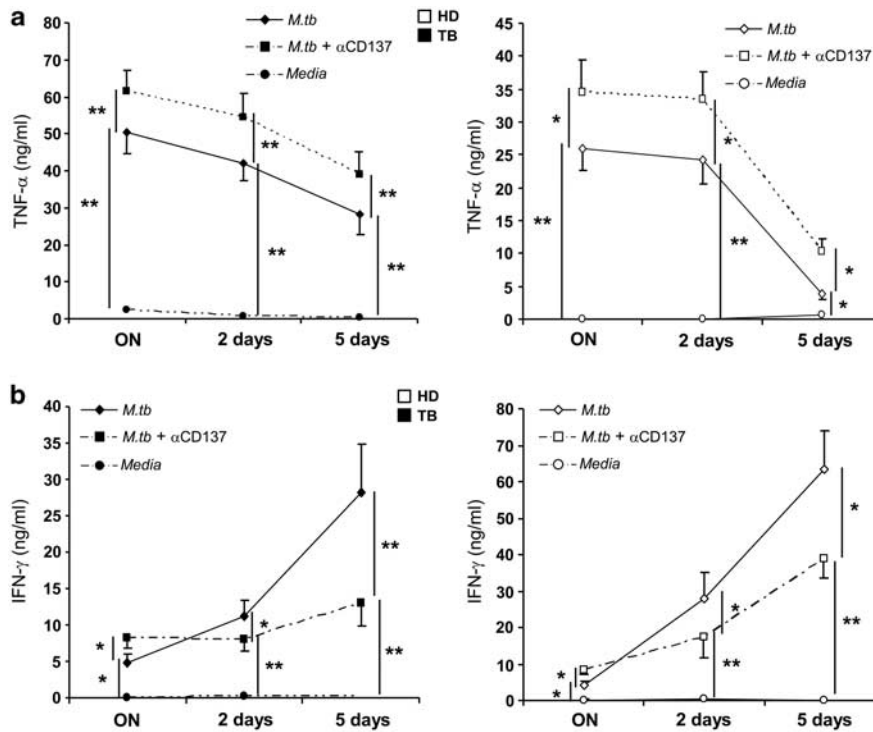 a
TNF-α (ng/ml)
80
70
60
50
40
30
20
10
0
M.tb
M.tb + αCD137
Media
HD
TB
**
**
**
**
**
**
ON
2 days
5 days
TNF-α (ng/ml)
45
40
35
30
25
20
15
10
5
0
M.tb
M.tb + αCD137
Media
*
**
*
**
*
*
ON
2 days
5 days
b
IFN-γ (ng/ml)
40
35
30
25
20
15
10
5
0
M.tb
M.tb + αCD137
Media
HD
TB
*
*
*
**
**
**
ON
2 days
5 days
IFN-γ (ng/ml)
80
70
60
50
40
30
20
10
0
M.tb
M.tb + αCD137
Media
*
*
*
**
*
**
ON
2 days
5 days